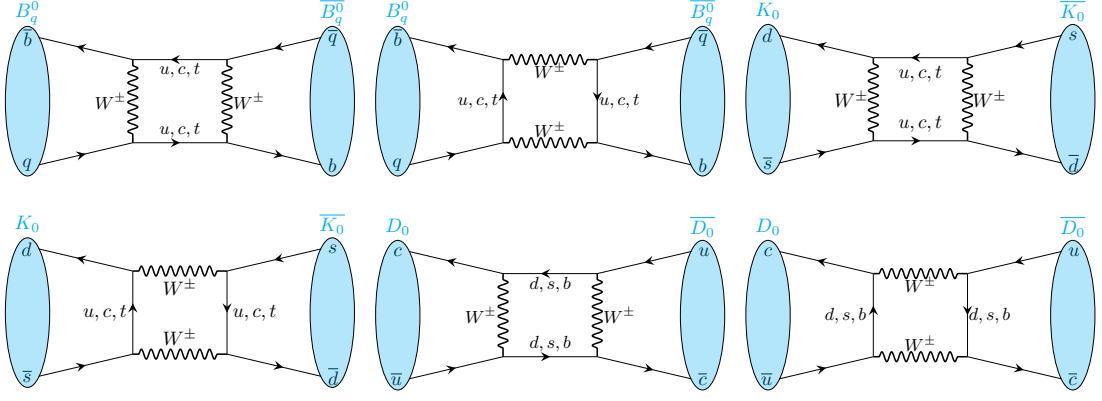 B_q^0 \overline{B_q^0}
\overline{b} \overline{q}
u, c, t
W^± W^±
u, c, t
q b
B_q^0 \overline{B_q^0}
\overline{b} \overline{q}
W^±
u, c, t u, c, t
W^±
q b
K_0 \overline{K_0}
d s
u, c, t
W^± W^±
u, c, t
\overline{s} \overline{d}
K_0 \overline{K_0}
d s
W^±
u, c, t u, c, t
W^±
\overline{s} \overline{d}
D_0 \overline{D_0}
c u
d, s, b
W^± W^±
d, s, b
\overline{u} \overline{c}
D_0 \overline{D_0}
c u
W^±
d, s, b d, s, b
W^±
\overline{u} \overline{c}